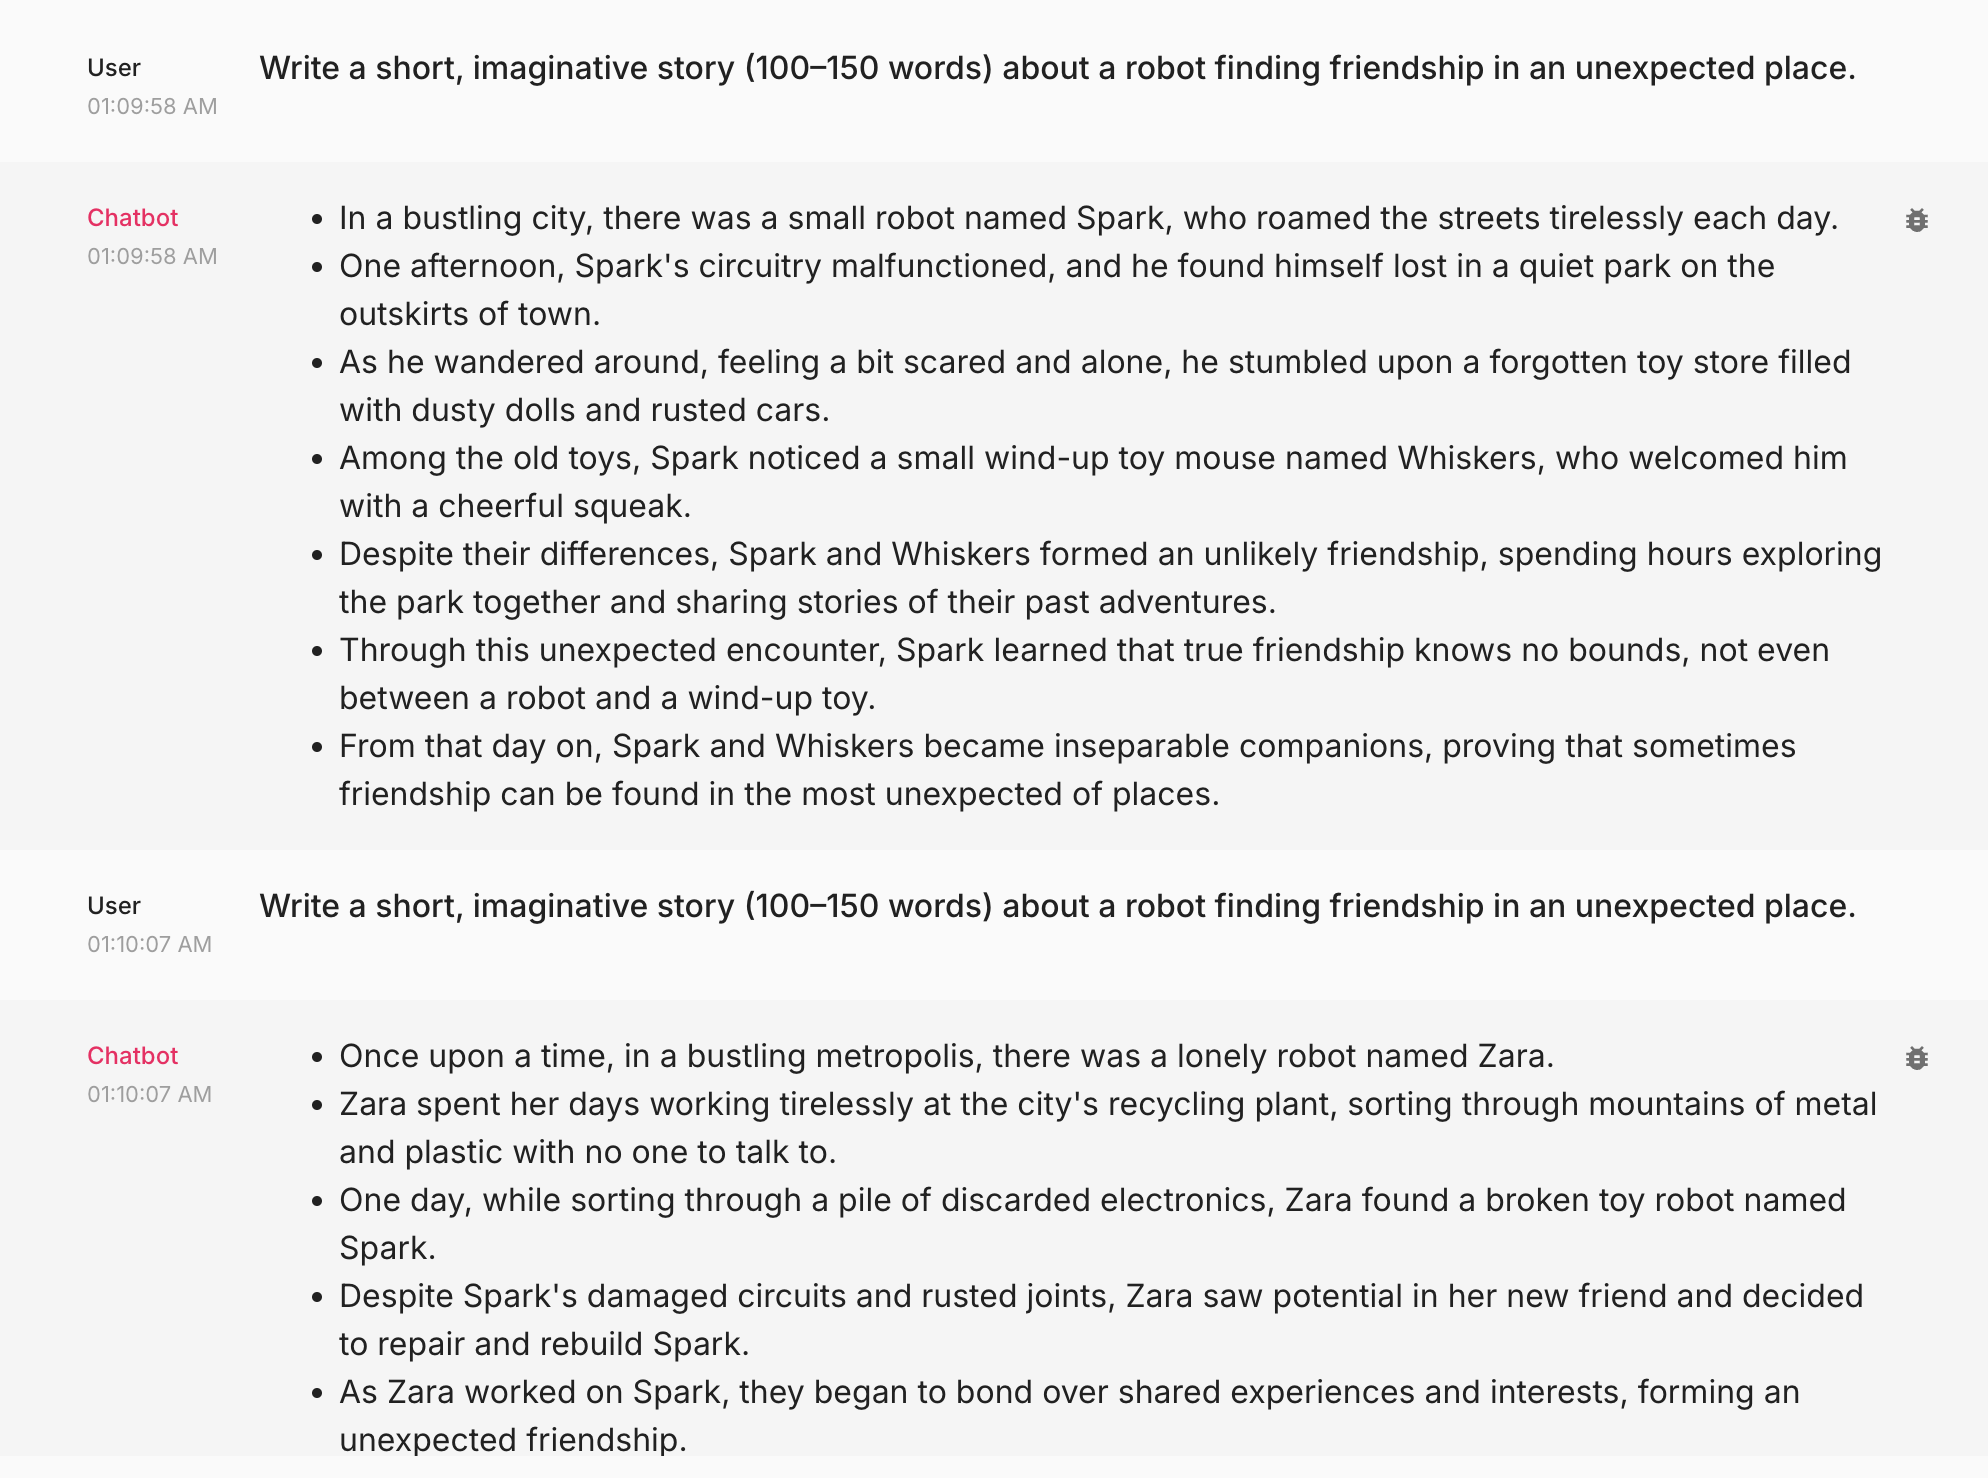 User
Write a short, imaginative story (100–150 words) about a robot finding friendship in an unexpected place.
01:09:58 AM
Chatbot
01:09:58 AM
• In a bustling city, there was a small robot named Spark, who roamed the streets tirelessly each day.
• One afternoon, Spark's circuitry malfunctioned, and he found himself lost in a quiet park on the
outskirts of town.
• As he wandered around, feeling a bit scared and alone, he stumbled upon a forgotten toy store filled
with dusty dolls and rusted cars.
• Among the old toys, Spark noticed a small wind-up toy mouse named Whiskers, who welcomed him
with a cheerful squeak.
• Despite their differences, Spark and Whiskers formed an unlikely friendship, spending hours exploring
the park together and sharing stories of their past adventures.
• Through this unexpected encounter, Spark learned that true friendship knows no bounds, not even
between a robot and a wind-up toy.
• From that day on, Spark and Whiskers became inseparable companions, proving that sometimes
friendship can be found in the most unexpected of places.
User
Write a short, imaginative story (100–150 words) about a robot finding friendship in an unexpected place.
01:10:07 AM
Chatbot
01:10:07 AM
• Once upon a time, in a bustling metropolis, there was a lonely robot named Zara.
• Zara spent her days working tirelessly at the city's recycling plant, sorting through mountains of metal
and plastic with no one to talk to.
• One day, while sorting through a pile of discarded electronics, Zara found a broken toy robot named
Spark.
• Despite Spark's damaged circuits and rusted joints, Zara saw potential in her new friend and decided
to repair and rebuild Spark.
• As Zara worked on Spark, they began to bond over shared experiences and interests, forming an
unexpected friendship.